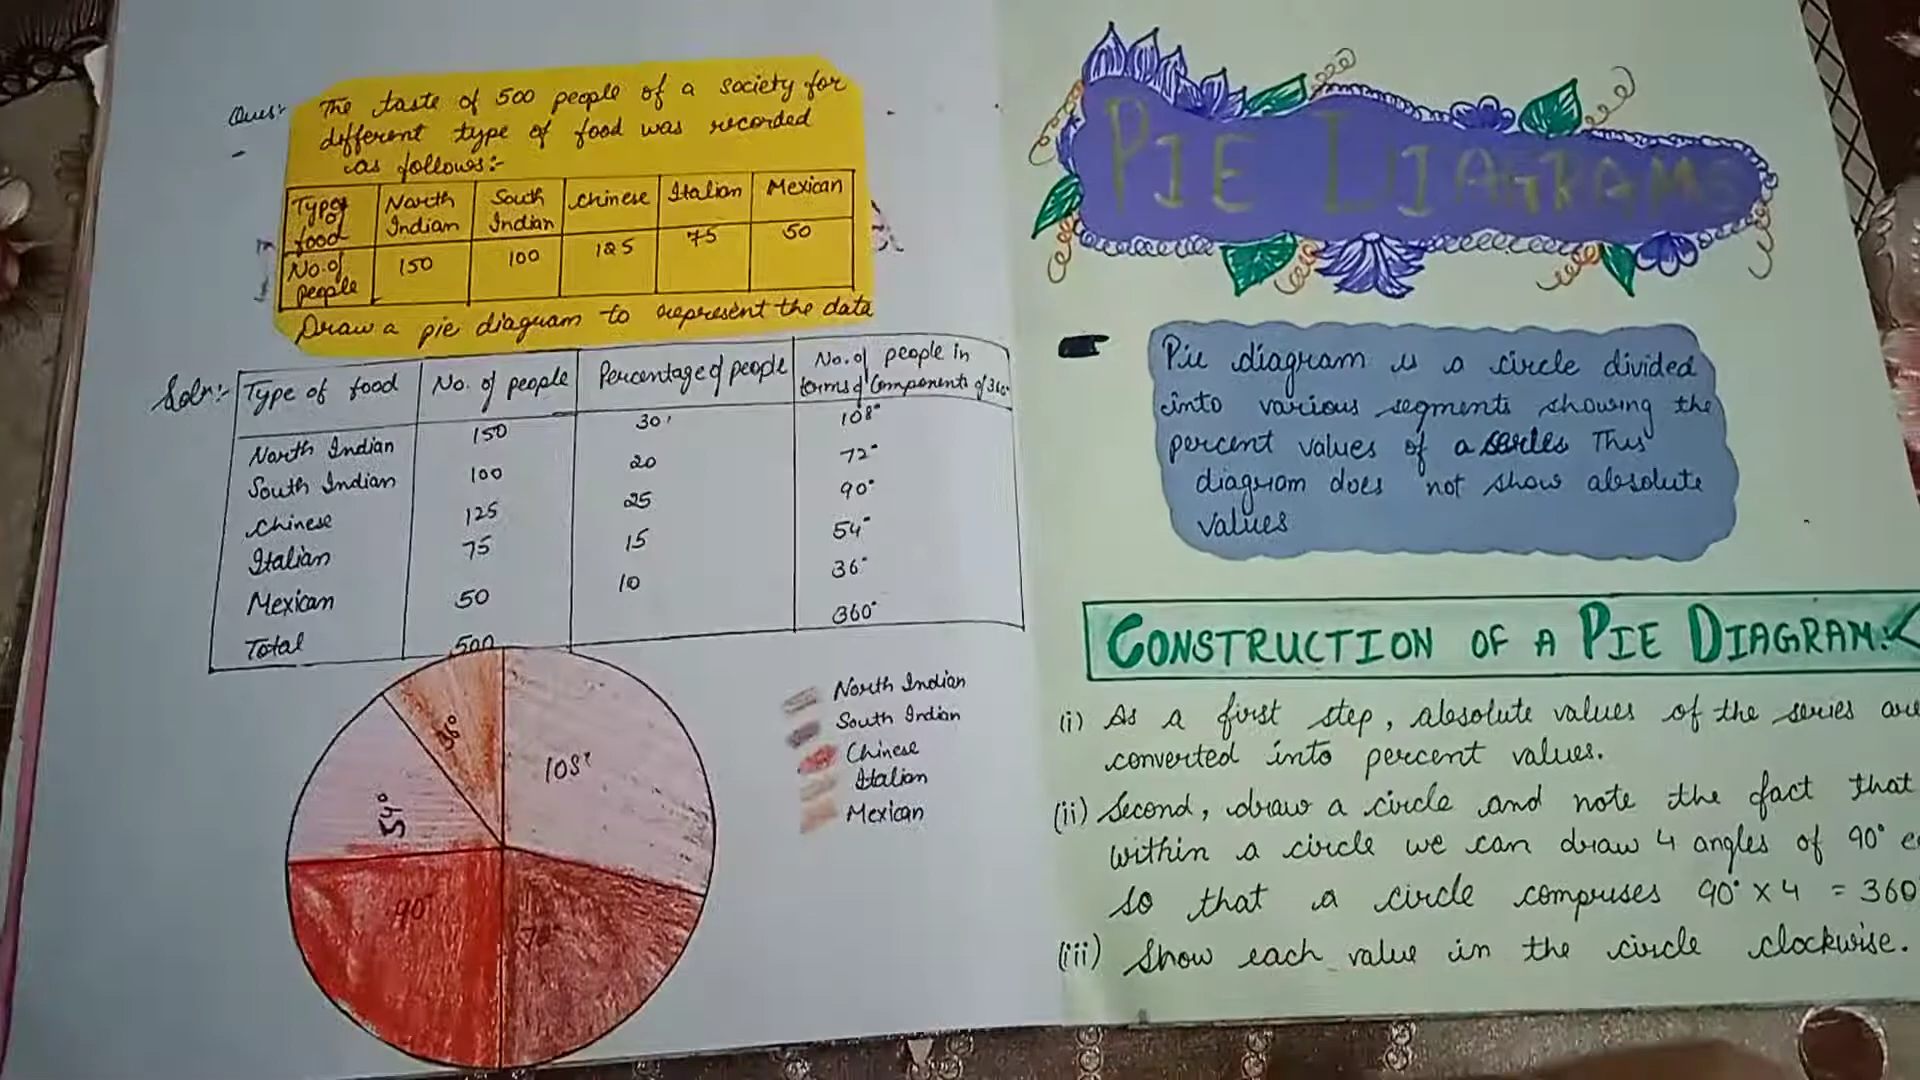 Ques:-
The taste of 500 people of a society for
different type of food was recorded
as follows:-
Type of food | North Indian | South Indian | Chinese | Italian | Mexican
No. of people | 150 | 100 | 125 | 75 | 50
Draw a pie diagram to represent the data
Soln:-
Type of food | No. of people | Percentage of people | No. of people in terms of Components of 360°
North Indian | 150 | 30 | 108°
South Indian | 100 | 20 | 72°
Chinese | 125 | 25 | 90°
Italian | 75 | 15 | 54°
Mexican | 50 | 10 | 36°
Total | 500 | 360°
36°
108°
54°
90°
North Indian
South Indian
Chinese
Italian
Mexican
PIE DIAGRAMS
Pie diagram is a circle divided
into various segments showing the
percent values of a series This
diagram does not show absolute
values
CONSTRUCTION OF A PIE DIAGRAM:
(i) As a first step, absolute values of the series are
converted into percent values.
(ii) Second, draw a circle and note the fact that
within a circle we can draw 4 angles of 90°
so that a circle comprises 90° x 4 = 360
(iii) Show each value in the circle clockwise.